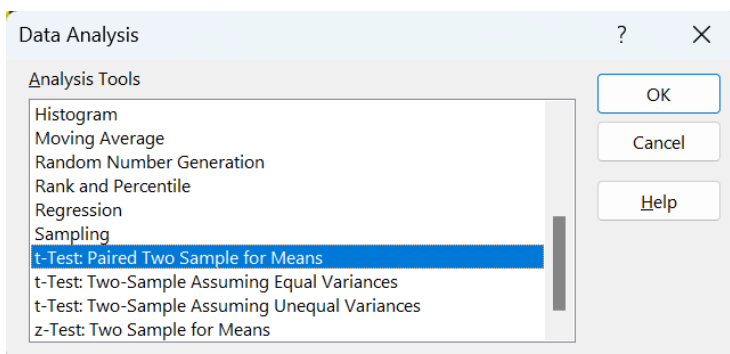 Data Analysis ? ×
Analysis Tools
Histogram
Moving Average
Random Number Generation
Rank and Percentile
Regression
Sampling
t-Test: Paired Two Sample for Means
t-Test: Two-Sample Assuming Equal Variances
t-Test: Two-Sample Assuming Unequal Variances
z-Test: Two Sample for Means
OK
Cancel
Help